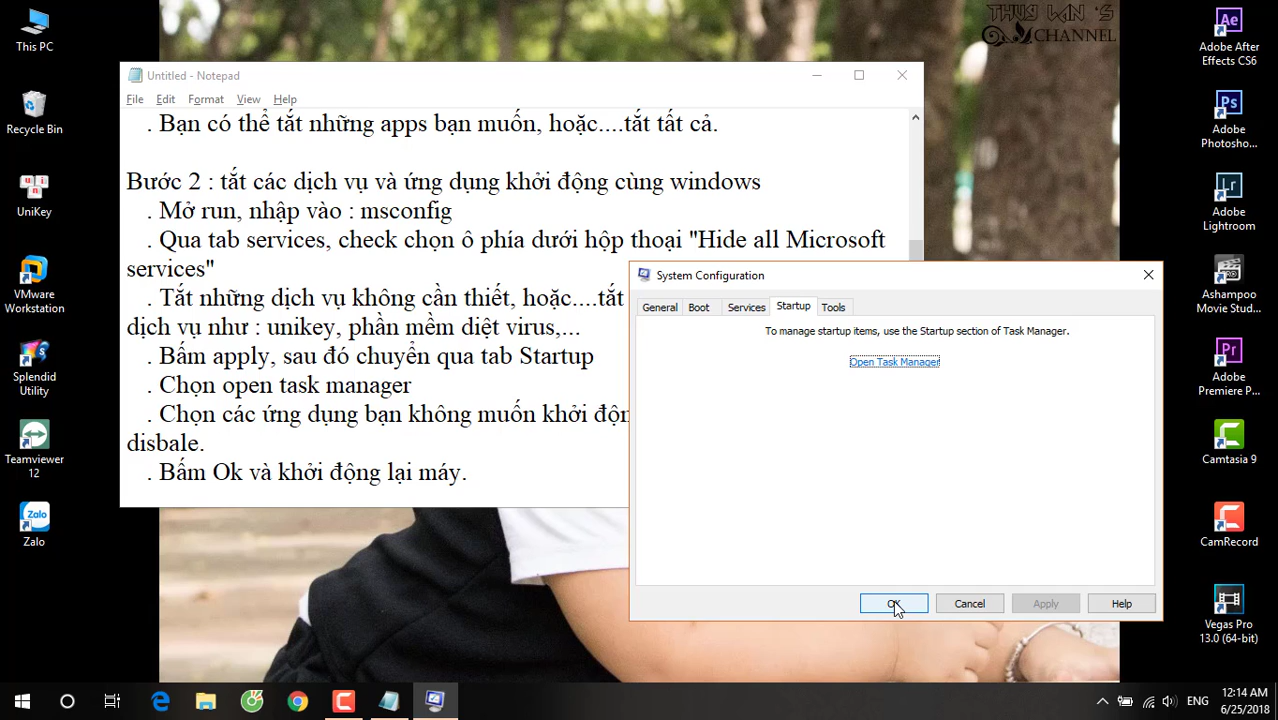 THUY LAN 'S
CHANNEL
This PC
Recycle Bin
UniKey
VMware
Workstation
Splendid
Utility
Teamviewer
12
Zalo
Zalo
Untitled - Notepad
File Edit Format View Help
. Bạn có thể tắt những apps bạn muốn, hoặc....tắt tất cả.
Bước 2 : tắt các dịch vụ và ứng dụng khởi động cùng windows
. Mở run, nhập vào : msconfig
. Qua tab services, check chọn ô phía dưới hộp thoại "Hide all Microsoft
services"
. Tắt những dịch vụ không cần thiết, hoặc....tắt
dịch vụ như : unikey, phần mềm diệt virus,...
. Bấm apply, sau đó chuyển qua tab Startup
. Chọn open task manager
. Chọn các ứng dụng bạn không muốn khởi độn
disbale.
. Bấm Ok và khởi động lại máy.
System Configuration
General Boot Services Startup Tools
To manage startup items, use the Startup section of Task Manager.
Open Task Manager
OK Cancel Apply Help
Ae
Adobe After
Effects CS6
Ps
Adobe
Photosho...
Lr
Adobe
Lightroom
Ashampoo
Movie Stud...
Pr
Adobe
Premiere P...
Camtasia 9
CamRecord
Vegas Pro
13.0 (64-bit)
ENG
12:14 AM
6/25/2018